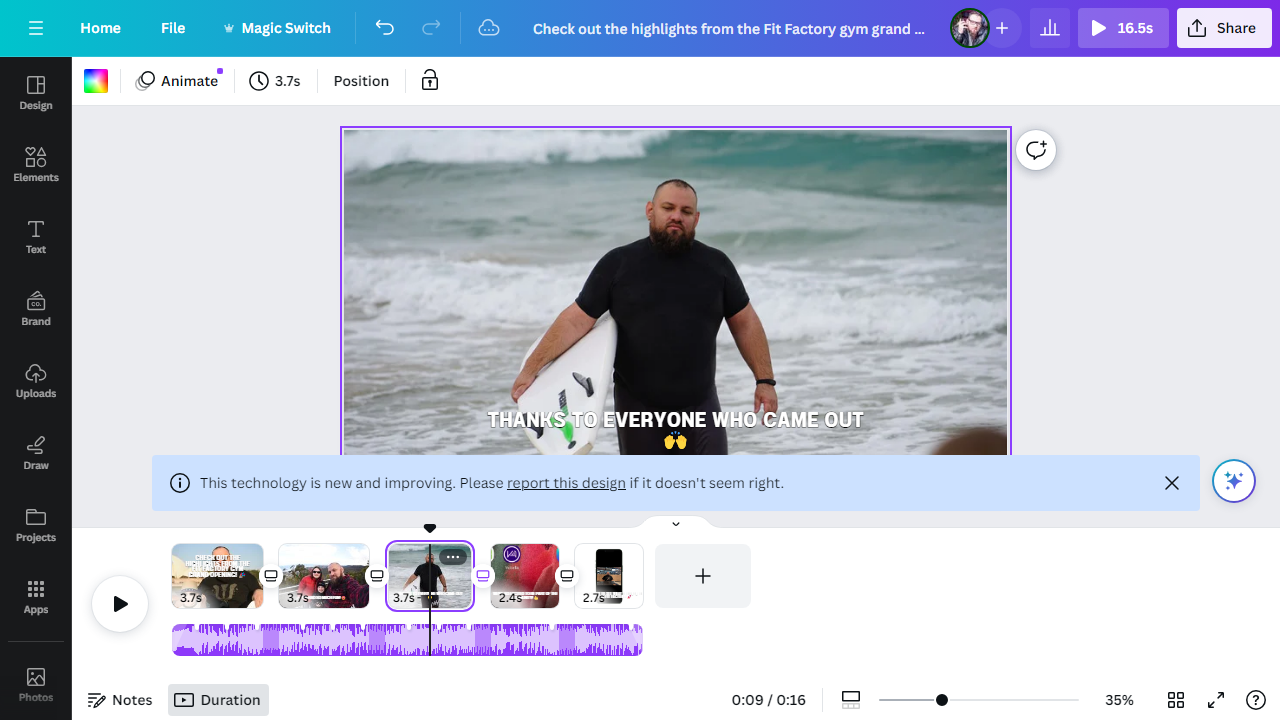 Home
File
Magic Switch
Check out the highlights from the Fit Factory gym grand ...
16.5s
Share
Design
Elements
Text
Brand
Uploads
Draw
Projects
Apps
Photos
Animate
3.7s
Position
CO.
THANKS TO EVERYONE WHO CAME OUT
🙌
This technology is new and improving. Please report this design if it doesn't seem right.
3.7s
3.7s
3.7s
2.4s
2.7s
Notes
Duration
0:09 / 0:16
35%